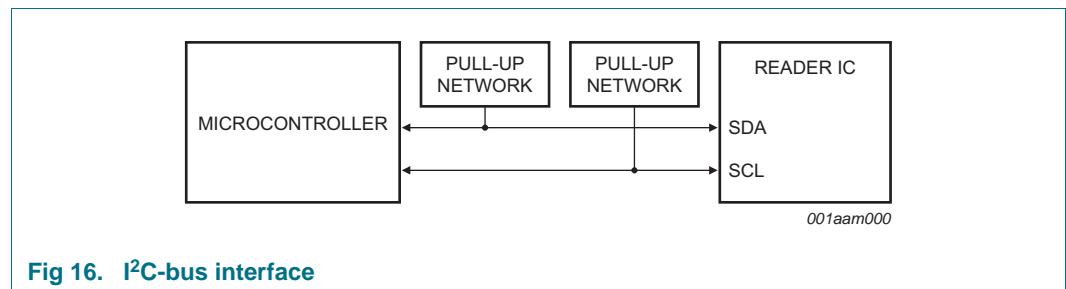 PULL-UP
NETWORK
PULL-UP
NETWORK
READER IC
MICROCONTROLLER
SDA
SCL
001aam000
Fig 16. I²C-bus interface